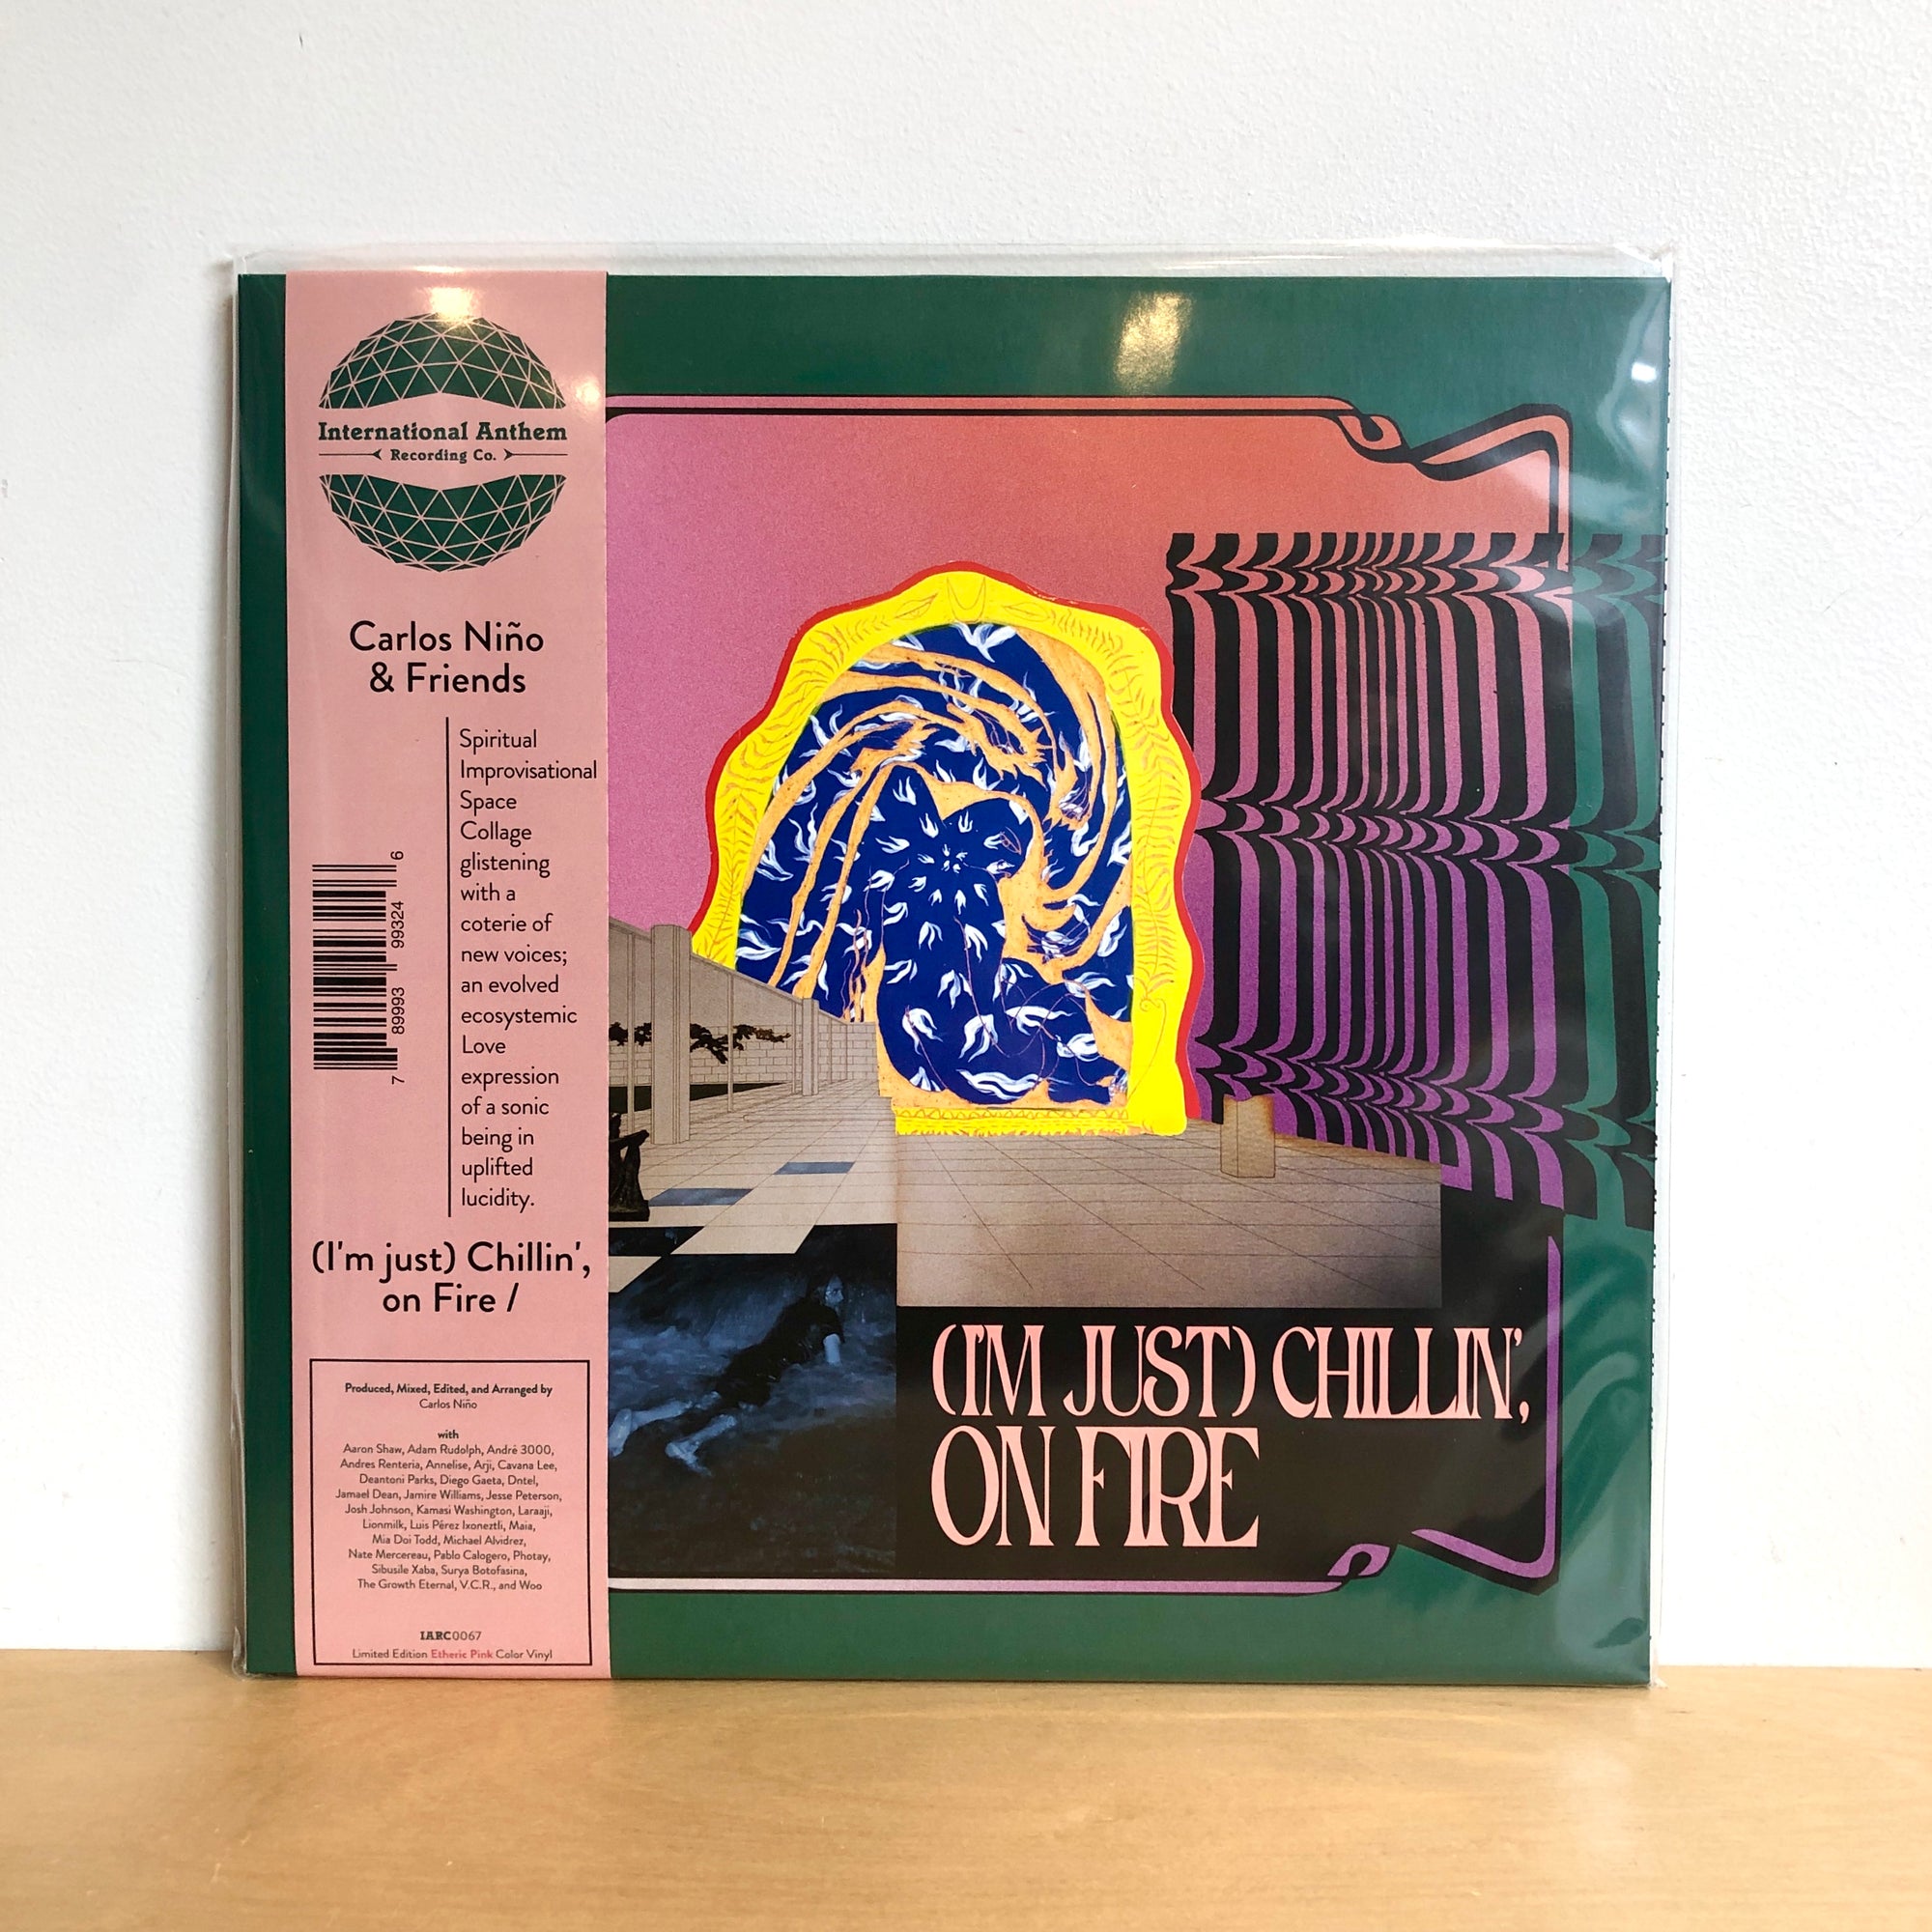 International Anthem
Recording Co.
Carlos Niño
& Friends
Spiritual
Improvisational
Space
Collage
glistening
with a
coterie of
new voices;
an evolved
ecosystemic
Love
expression
of a sonic
being in
uplifted
lucidity.
7 89993 99324 6
(I'm just) Chillin',
on Fire /
Produced, Mixed, Edited, and Arranged by
Carlos Niño
with
Aaron Shaw, Adam Rudolph, André 3000,
Andres Renteria, Annelise, Arji, Cavana Lee,
Deantoni Parks, Diego Gaeta, Dntel,
Jamael Dean, Jamire Williams, Jesse Peterson,
Josh Johnson, Kamasi Washington, Laraaji,
Lionmilk, Luis Pérez Ixoneztli, Maia,
Mia Doi Todd, Michael Alvidrez,
Nate Mercereau, Pablo Calogero, Photay,
Sibusile Xaba, Surya Botofasina,
The Growth Eternal, V.C.R., and Woo
IARC0067
Limited Edition Etheric Pink Color Vinyl
(I'M JUST) CHILLIN',
ON FIRE